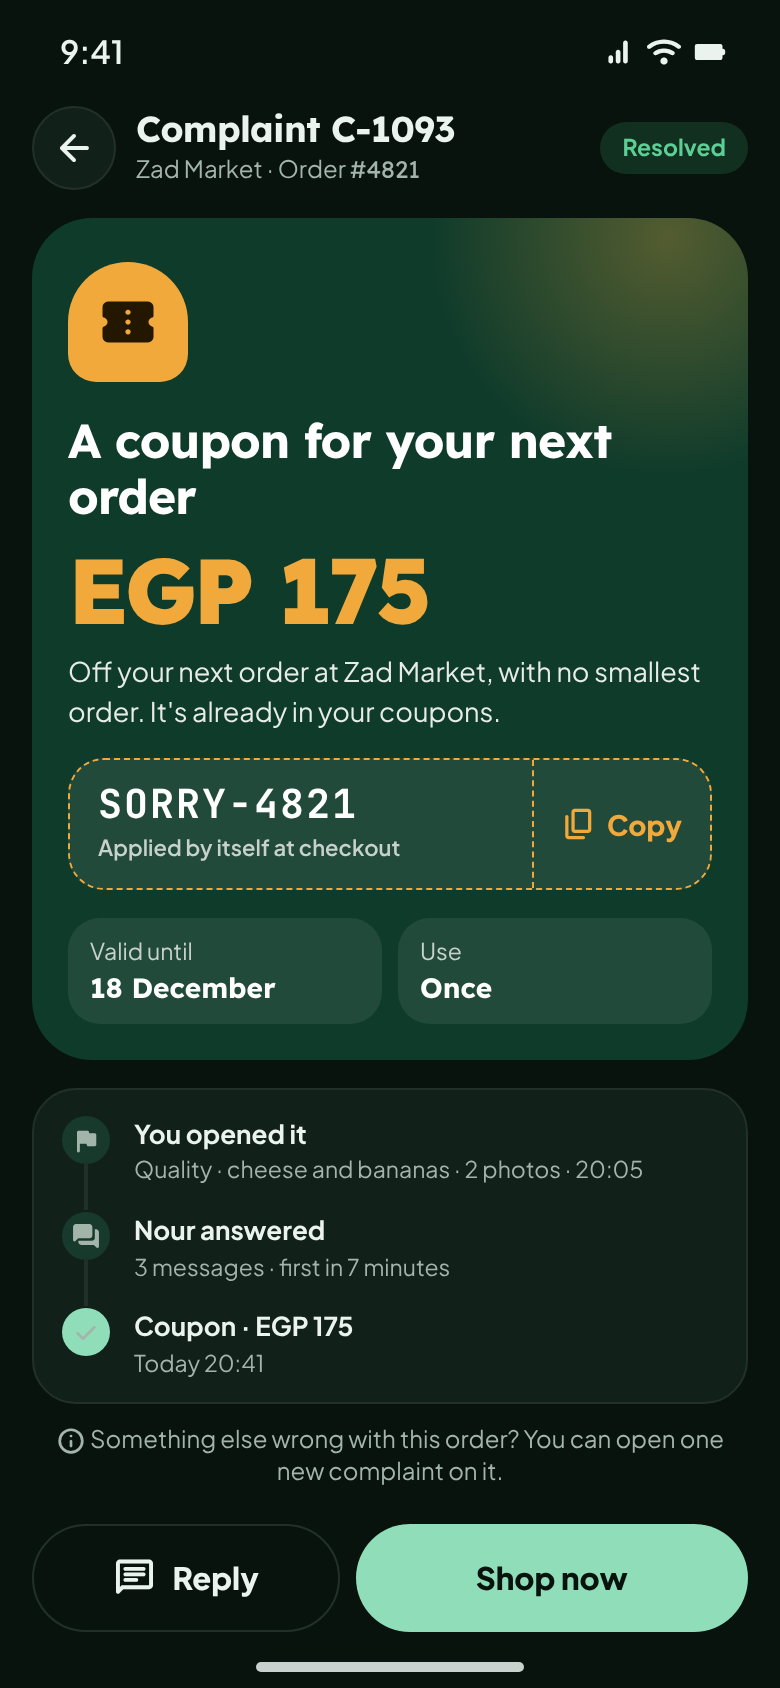 9:41
Complaint C-1093
Zad Market · Order #4821
Resolved
A coupon for your next
order
EGP 175
Off your next order at Zad Market, with no smallest
order. It's already in your coupons.
SORRY-4821
Applied by itself at checkout
Copy
Valid until
18 December
Use
Once
You opened it
Quality · cheese and bananas · 2 photos · 20:05
Nour answered
3 messages · first in 7 minutes
Coupon · EGP 175
Today 20:41
Something else wrong with this order? You can open one
new complaint on it.
Reply
Shop now